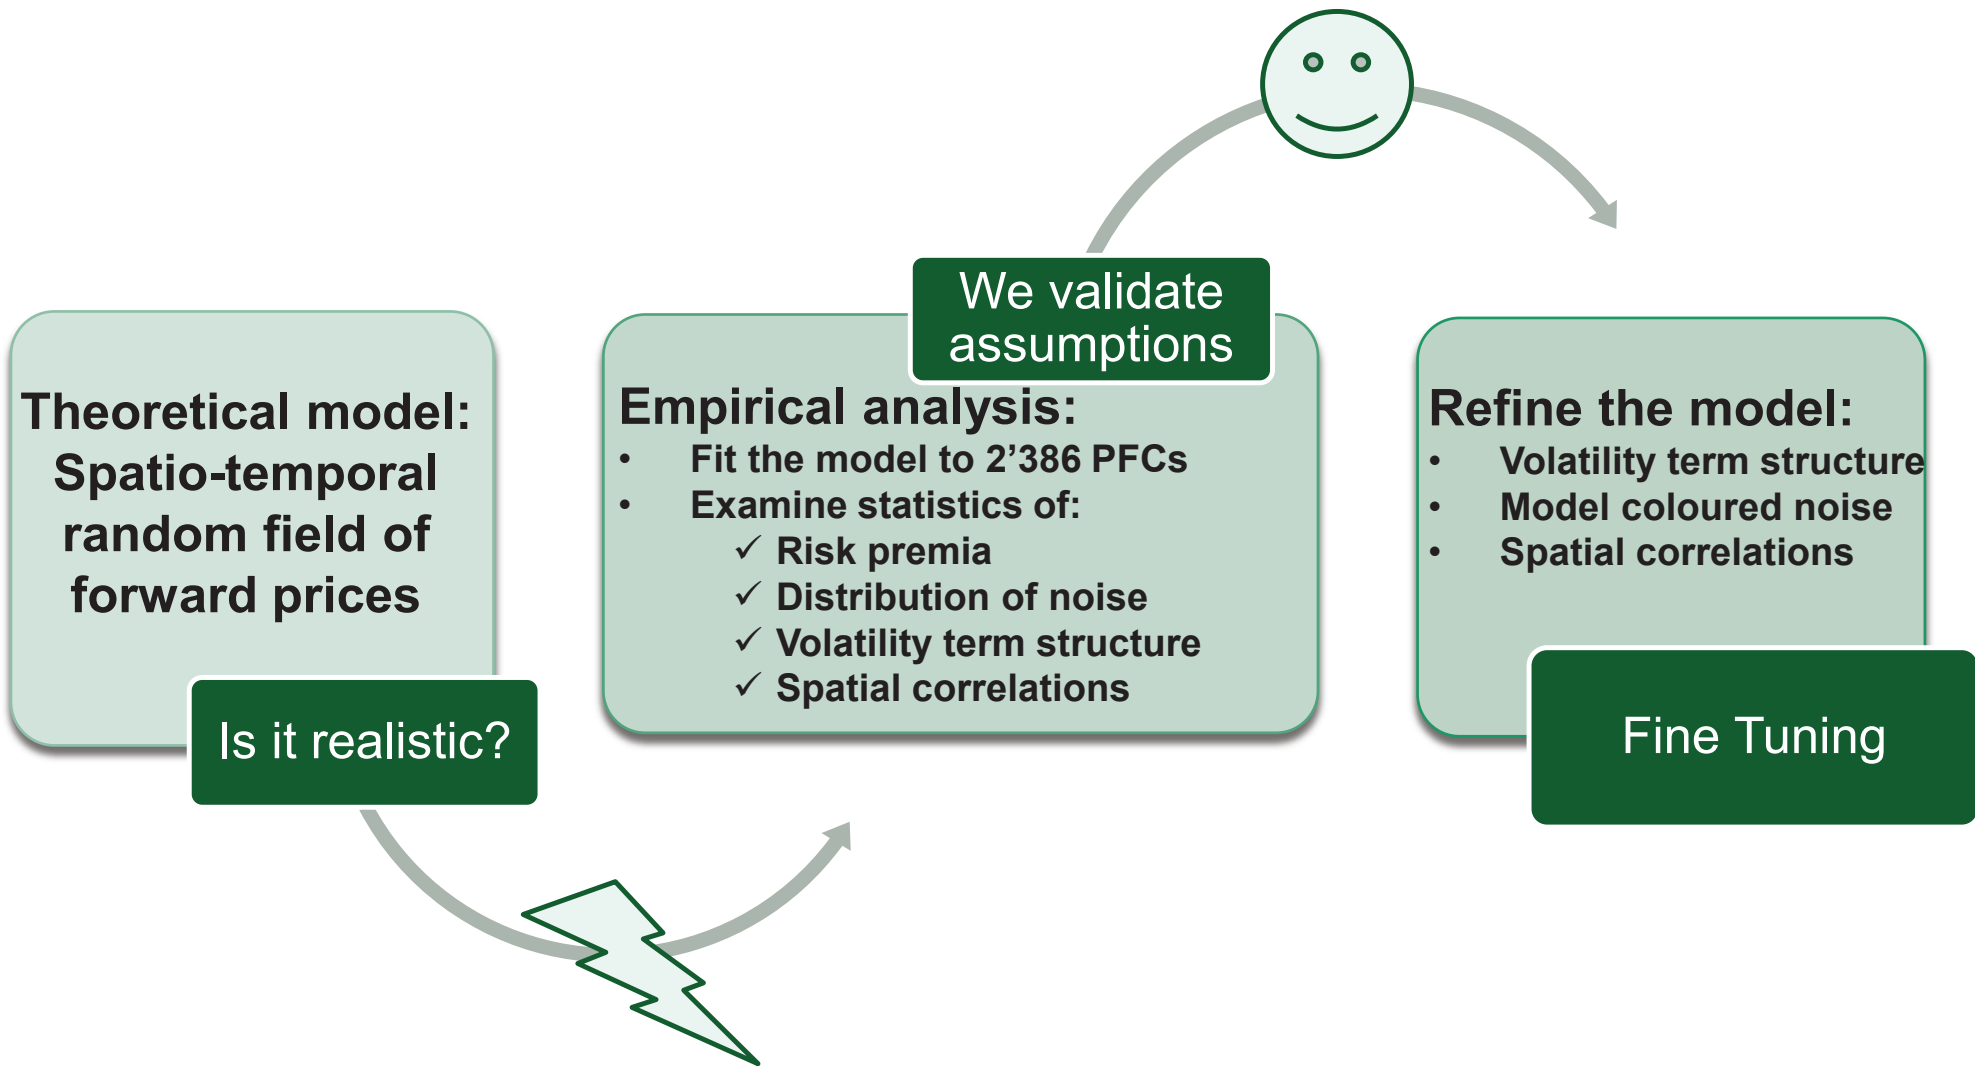 Theoretical model:
Spatio-temporal
random field of
forward prices
Is it realistic?
We validate
assumptions
Empirical analysis:
• Fit the model to 2’386 PFCs
• Examine statistics of:
✓ Risk premia
✓ Distribution of noise
✓ Volatility term structure
✓ Spatial correlations
Refine the model:
• Volatility term structure
• Model coloured noise
• Spatial correlations
Fine Tuning